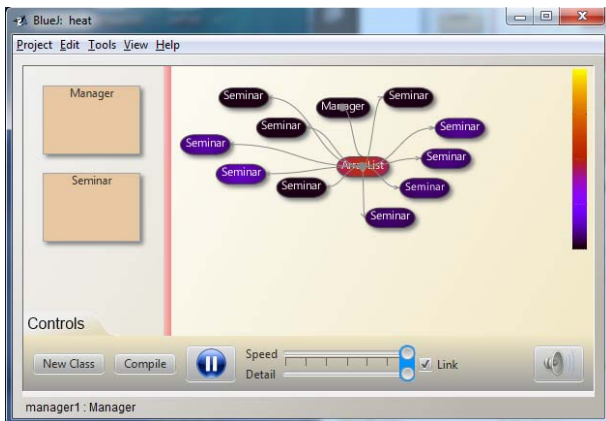 BlueJ: heat
Project Edit Tools View Help
Manager
Seminar
Seminar
Manager
Seminar
Seminar
Seminar
Seminar
Seminar
ArrayList
Seminar
Seminar
Seminar
Seminar
Controls
New Class
Compile
Speed
Detail
Link
manager1 : Manager